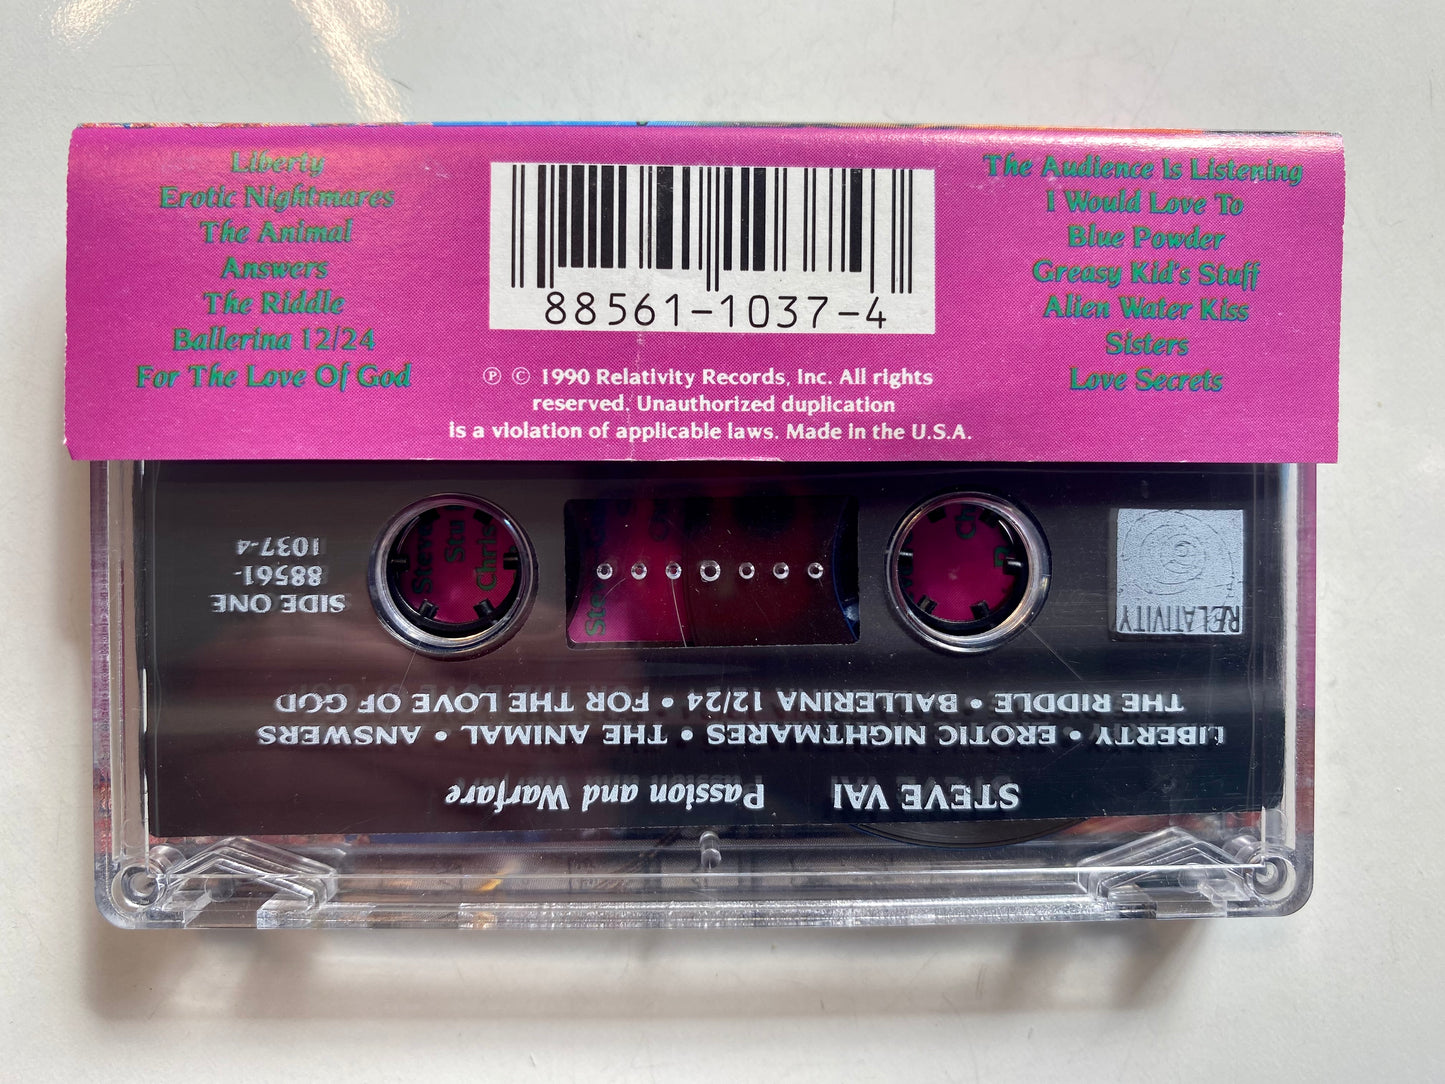 Liberty
Erotic Nightmares
The Animal
Answers
The Riddle
Ballerina 12/24
For The Love Of God
88561-1037-4
℗ © 1990 Relativity Records, Inc. All rights
reserved. Unauthorized duplication
is a violation of applicable laws. Made in the U.S.A.
The Audience Is Listening
I Would Love To
Blue Powder
Greasy Kid's Stuff
Alien Water Kiss
Sisters
Love Secrets
STEVE VAI Passion and Warfare
LIBERTY • EROTIC NIGHTMARES • THE ANIMAL • ANSWERS
THE RIDDLE • BALLERINA 12/24 • FOR THE LOVE OF GOD
RELATIVITY
SIDE ONE
88561-
1037-4
Steve
Stu
Chris